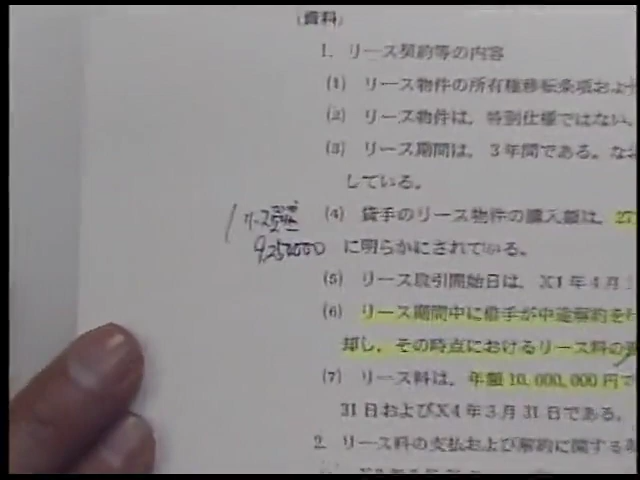 (資料)
1. リース契約等の内容
(1) リース物件の所有権移転条項およ
(2) リース物件は、特別仕様ではない。
(3) リース期間は、3年間である。なお
している。
(4) 貸手のリース物件の購入額は、27
9,250,000
に明らかにされている。
(5) リース取引開始日は、X1年4月1
(6) リース期間中に借手が中途解約を
却し、その時点におけるリース料の
(7) リース料は、年額10,000,000円で
31日およびX4年3月31日である。
2. リース料の支払および解約に関する